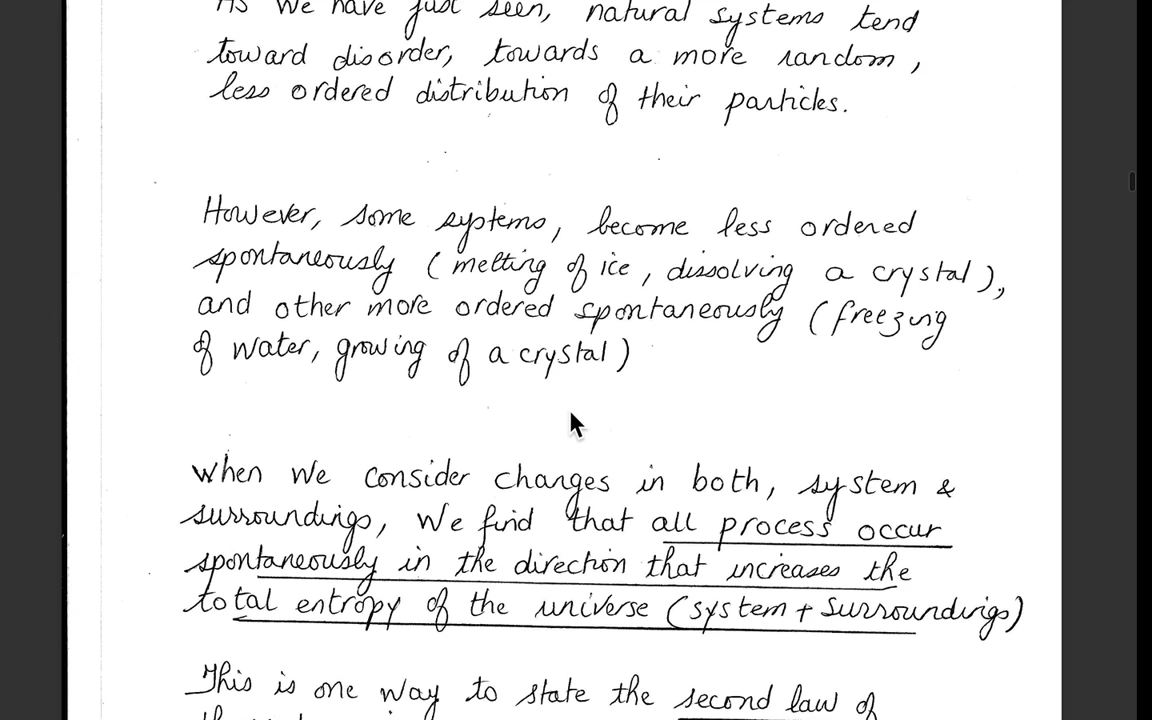 As we have just seen, natural systems tend
toward disorder, towards a more random,
less ordered distribution of their particles.
However, some systems, become less ordered
spontaneously (melting of ice, dissolving a crystal),
and other more ordered spontaneously (freezing
of water, growing of a crystal)
When we consider changes in both, system &
surroundings, we find that all process occur
spontaneously in the direction that increases the
total entropy of the universe (system + surroundings)
This is one way to state the second law of